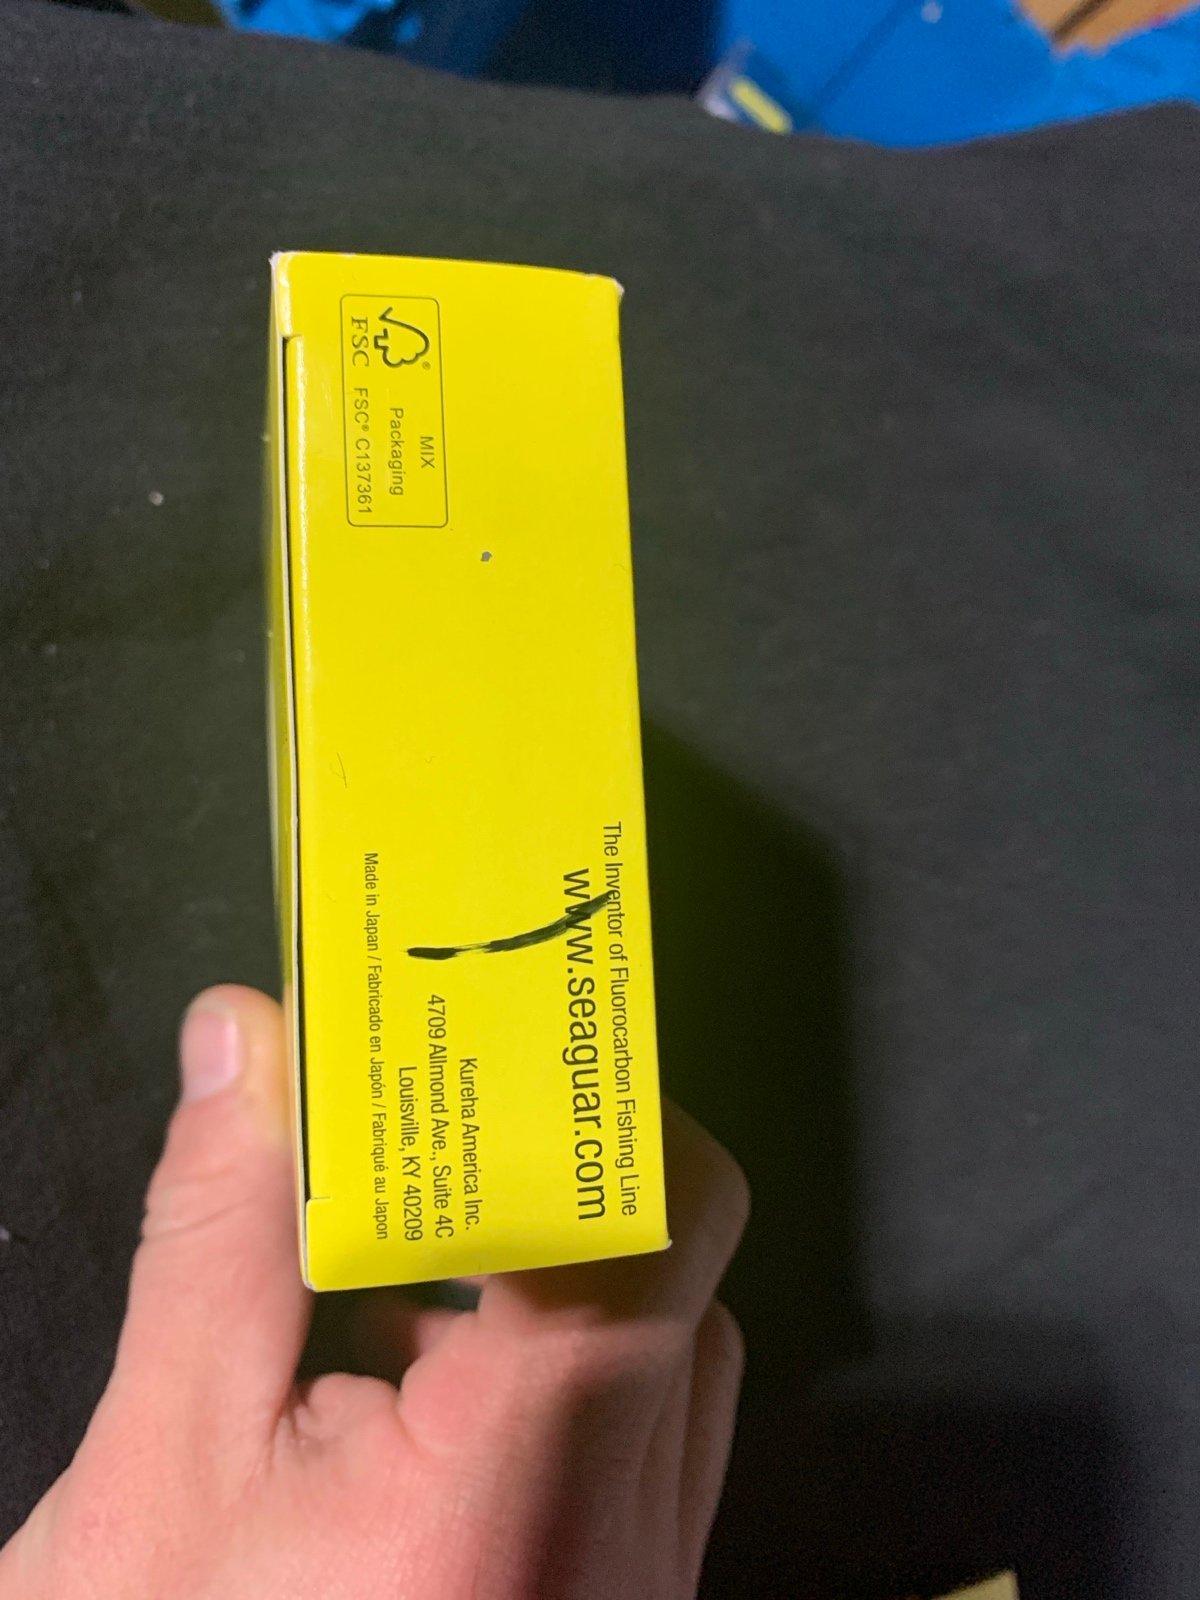 The Inventor of Fluorocarbon Fishing Line
www.seaguar.com
Kureha America Inc.
4709 Allmond Ave., Suite 4C
Louisville, KY 40209
Made in Japan / Fabricado en Japón / Fabriqué au Japon
MIX
Packaging
FSC® C137361
FSC®